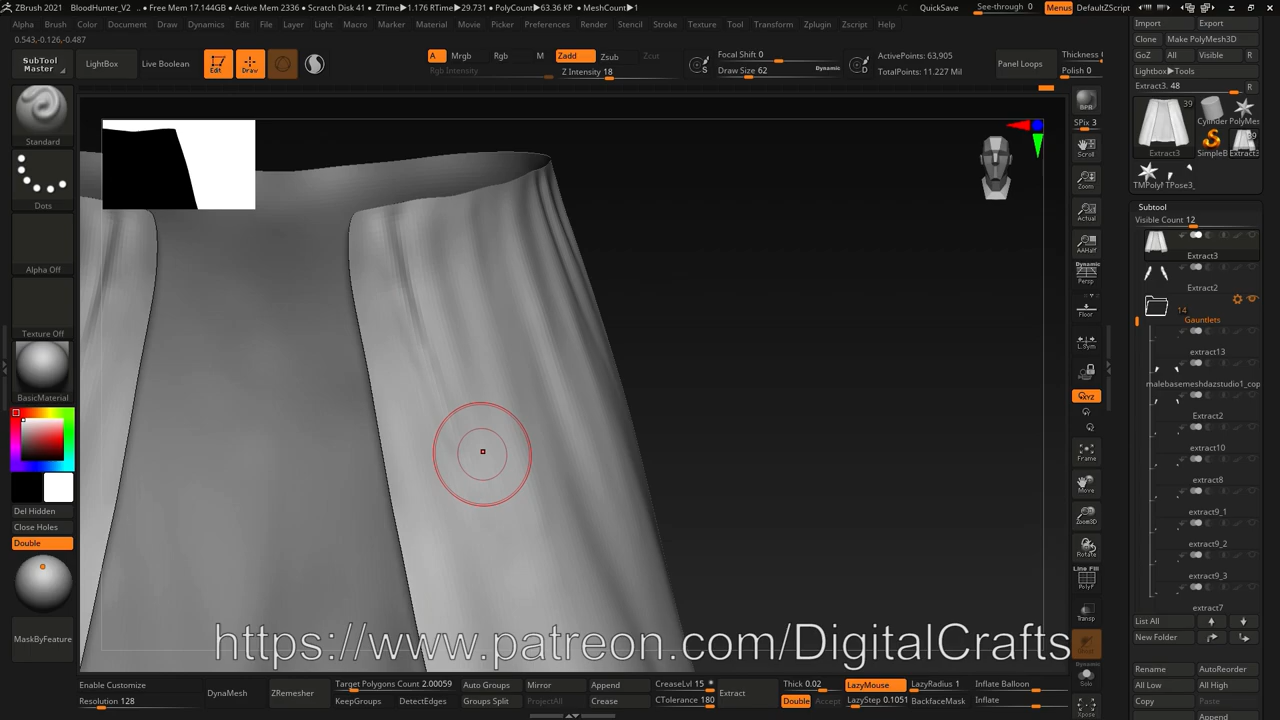 ZBrush 2021 BloodHunter_V2 .. • Free Mem 17.144GB • Active Mem 2336 • Scratch Disk 41 • ZTime▶1.176 RTime▶29.731 • PolyCount▶63.36 KP • MeshCount▶1 AC QuickSave See-through 0 Menus DefaultZScript
Alpha Brush Color Document Draw Dynamics Edit File Layer Light Macro Marker Material Movie Picker Preferences Render Stencil Stroke Texture Tool Transform Zplugin Zscript Help
0.543,-0.126,-0.487
SubTool Master
LightBox
Live Boolean
Edit
Draw
A Mrgb Rgb M
Rgb Intensity
Zadd Zsub Zcut
Z Intensity 18
Focal Shift 0
Draw Size 62 Dynamic
ActivePoints: 63,905
TotalPoints: 11.227 Mil
Panel Loops
Polish 0
Standard
Dots
Alpha Off
Texture Off
BasicMaterial
Del Hidden
Close Holes
Double
MaskByFeature
BPR
SPix 3
Scroll
Zoom
Actual
AAHalf
Dynamic
Persp
Floor
L.Sym
XYZ
Frame
Move
Zoom3D
Rotate
Line Fill
PolyF
Transp
Dynamic
Solo
Xpose
Import Export
Clone Make PolyMesh3D
GoZ All Visible R
Lightbox▶Tools
Extract3. 48 R
39
Extract3
SimpleB
Subtool
Visible Count 12
Extract3
Extract2
14
Gauntlets
extract13
malebasemeshdazstudio1_cop
Extract2
extract10
extract8
extract9_1
extract9_2
extract9_3
extract7
List All
New Folder
Rename AutoReorder
All Low All High
Copy Paste
Append
https://www.patreon.com/DigitalCrafts
Enable Customize
Resolution 128
DynaMesh
ZRemesher
Target Polygons Count 2.00059
KeepGroups DetectEdges
Auto Groups
Groups Split
Mirror
ProjectAll
Append
Crease
CreaseLvl 15
CTolerance 180
Extract
Thick 0.02
Double Accept
LazyMouse LazyRadius 1
LazyStep 0.1051 BackfaceMask
Inflate Balloon
Inflate